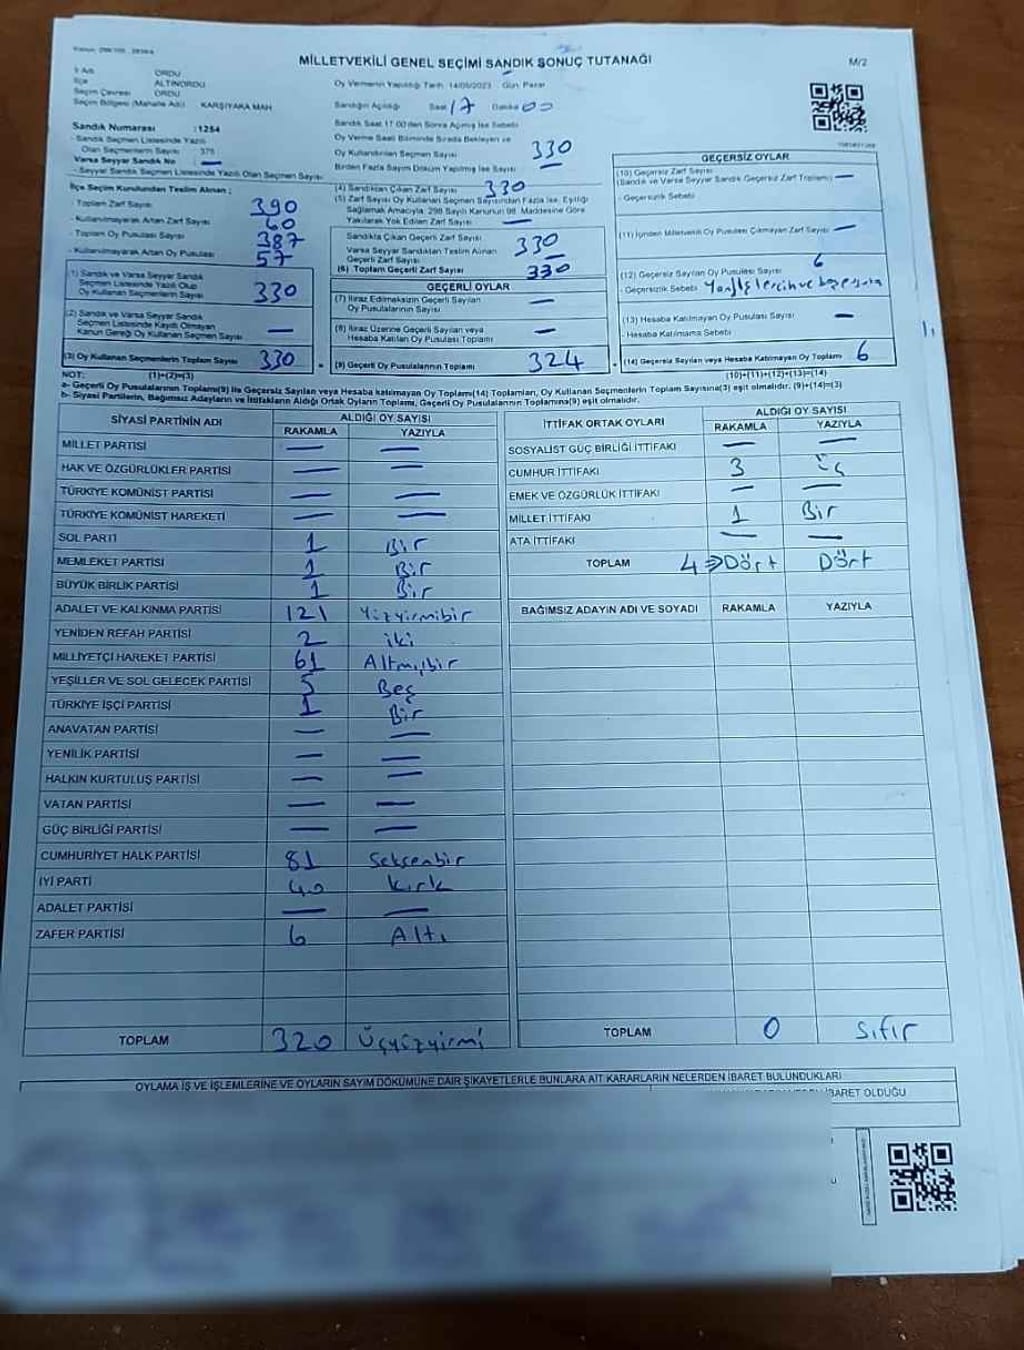 MİLLETVEKİLİ GENEL SEÇİMİ SANDIK SONUÇ TUTANAĞI
M/2
İl Adı ORDU
İlçe ALTINORDU
Seçim Çevresi ORDU
Seçim Bölgesi (Mahalle Adı) KARŞIYAKA MAH
Sandık Numarası : 1254
- Sandık Seçmen Listesinde Yazılı
Olan Seçmenlerin Sayısı : 375
Varsa Seyyar Sandık No —
- Seyyar Sandık Seçmen Listesinde Yazılı Olan Seçmen Sayısı
Oy Vermenin Yapıldığı Tarih 14/05/2023 Gün Pazar
Sandığın Açıldığı Saat 17 Dakika 00
Sandık Saat 17.00'den Sonra Açılmış İse Sebebi
Oy Verme Saati Bitiminde Sırada Bekleyen ve
Oy Kullandırılan Seçmen Sayısı 330
Birden Fazla Sayım Döküm Yapılmış İse Sayısı —
İlçe Seçim Kurulundan Teslim Alınan ;
- Toplam Zarf Sayısı 390
- Kullanılmayarak Artan Zarf Sayısı 60
- Toplam Oy Pusulası Sayısı 387
- Kullanılmayarak Artan Oy Pusulası 57
(1) Sandık ve Varsa Seyyar Sandık
Seçmen Listesinde Yazılı Olup
Oy Kullanan Seçmenlerin Sayısı 330
(2) Sandık ve Varsa Seyyar Sandık
Seçmen Listesinde Kayıtlı Olmayan
Kanun Gereği Oy Kullanan Seçmen Sayısı —
(3) Oy Kullanan Seçmenlerin Toplam Sayısı 330
(4) Sandıktan Çıkan Zarf Sayısı 330
(5) Zarf Sayısı Oy Kullanan Seçmen Sayısından Fazla İse, Eşitliği
Sağlamak Amacıyla, 298 Sayılı Kanunun 98. Maddesine Göre
Yakılarak Yok Edilen Zarf Sayısı —
Sandıkta Çıkan Geçerli Zarf Sayısı 330
Varsa Seyyar Sandıktan Teslim Alınan
Geçerli Zarf Sayısı —
(6) Toplam Geçerli Zarf Sayısı 330
GEÇERLİ OYLAR
(7) İtiraz Edilmeksizin Geçerli Sayılan
Oy Pusulalarının Sayısı —
(8) İtiraz Üzerine Geçerli Sayılan veya
Hesaba Katılan Oy Pusulası Toplamı —
(9) Geçerli Oy Pusulalarının Toplamı 324
GEÇERSİZ OYLAR
(10) Geçersiz Zarf Sayısı
(Sandık ve Varsa Seyyar Sandık Geçersiz Zarf Toplamı) —
- Geçersizlik Sebebi
(11) İçinden Milletvekili Oy Pusulası Çıkmayan Zarf Sayısı —
(12) Geçersiz Sayılan Oy Pusulası Sayısı 6
- Geçersizlik Sebebi
(13) Hesaba Katılmayan Oy Pusulası Sayısı —
- Hesaba Katılmama Sebebi
(14) Geçersiz Sayılan veya Hesaba Katılmayan Oy Toplamı 6
NOT: (1)+(2)=(3) (10)+(11)+(12)+(13)=(14)
a- Geçerli Oy Pusulalarının Toplamı(9) ile Geçersiz Sayılan veya Hesaba katılmayan Oy Toplamı(14) Toplamları, Oy Kullanan Seçmenlerin Toplam Sayısına(3) eşit olmalıdır. (9)+(14)=(3)
b- Siyasi Partilerin, Bağımsız Adayların ve İttifakların Aldığı Ortak Oyların Toplamı, Geçerli Oy Pusulalarının Toplamına(9) eşit olmalıdır.
SİYASİ PARTİNİN ADI ALDIĞI OY SAYISI
RAKAMLA YAZIYLA
MİLLET PARTİSİ — —
HAK VE ÖZGÜRLÜKLER PARTİSİ — —
TÜRKİYE KOMÜNİST PARTİSİ — —
TÜRKİYE KOMÜNİST HAREKETİ — —
SOL PARTİ 1 Bir
MEMLEKET PARTİSİ 1 Bir
BÜYÜK BİRLİK PARTİSİ 1 Bir
ADALET VE KALKINMA PARTİSİ 121 Yüzyirmibir
YENİDEN REFAH PARTİSİ 2 iki
MİLLİYETÇİ HAREKET PARTİSİ 61 Altmışbir
YEŞİLLER VE SOL GELECEK PARTİSİ 5 Beş
TÜRKİYE İŞÇİ PARTİSİ 1 Bir
ANAVATAN PARTİSİ — —
YENİLİK PARTİSİ — —
HALKIN KURTULUŞ PARTİSİ — —
VATAN PARTİSİ — —
GÜÇ BİRLİĞİ PARTİSİ — —
CUMHURİYET HALK PARTİSİ 81 Seksenbir
İYİ PARTİ 40 Kırk
ADALET PARTİSİ — —
ZAFER PARTİSİ 6 Altı
TOPLAM 320 Üçyüzyirmi
İTTİFAK ORTAK OYLARI ALDIĞI OY SAYISI
RAKAMLA YAZIYLA
SOSYALİST GÜÇ BİRLİĞİ İTTİFAKI — —
CUMHUR İTTİFAKI 3 Üç
EMEK VE ÖZGÜRLÜK İTTİFAKI — —
MİLLET İTTİFAKI 1 Bir
ATA İTTİFAKI — —
TOPLAM 4 ⇒ Dört Dört
BAĞIMSIZ ADAYIN ADI VE SOYADI RAKAMLA YAZIYLA
TOPLAM 0 Sıfır
OYLAMA İŞ VE İŞLEMLERİNE VE OYLARIN SAYIM DÖKÜMÜNE DAİR ŞİKAYETLERLE BUNLARA AİT KARARLARIN NELERDEN İBARET BULUNDUKLARI
İBARET OLDUĞU